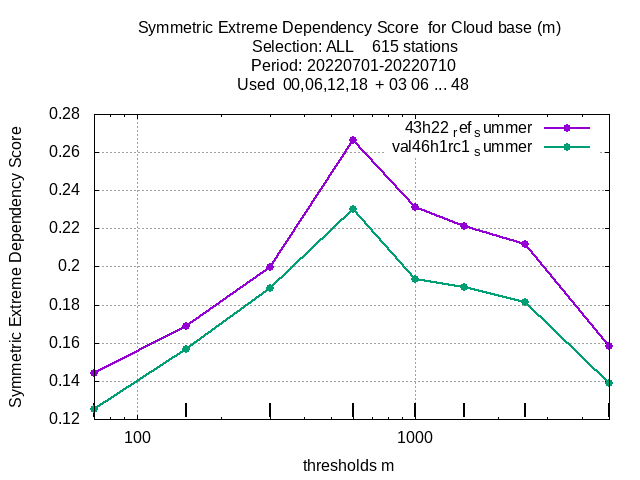 Symmetric Extreme Dependency Score for Cloud base (m)
Selection: ALL 615 stations
Period: 20220701-20220710
Used 00,06,12,18 + 03 06 ... 48
43h22 ref summer
val46h1rc1 summer
Symmetric Extreme Dependency Score
0.28
0.26
0.24
0.22
0.2
0.18
0.16
0.14
0.12
100
1000
thresholds m